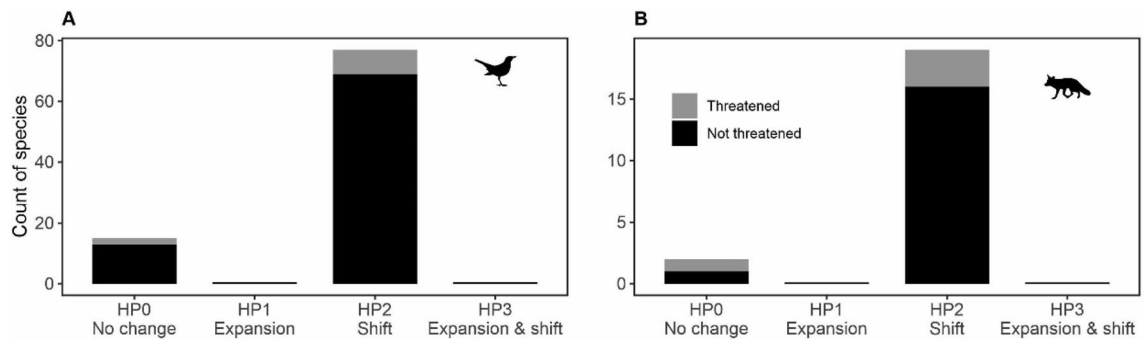 A
Count of species
80
60
40
20
0
HP0
No change
HP1
Expansion
HP2
Shift
HP3
Expansion & shift
B
15
10
5
0
Threatened
Not threatened
HP0
No change
HP1
Expansion
HP2
Shift
HP3
Expansion & shift